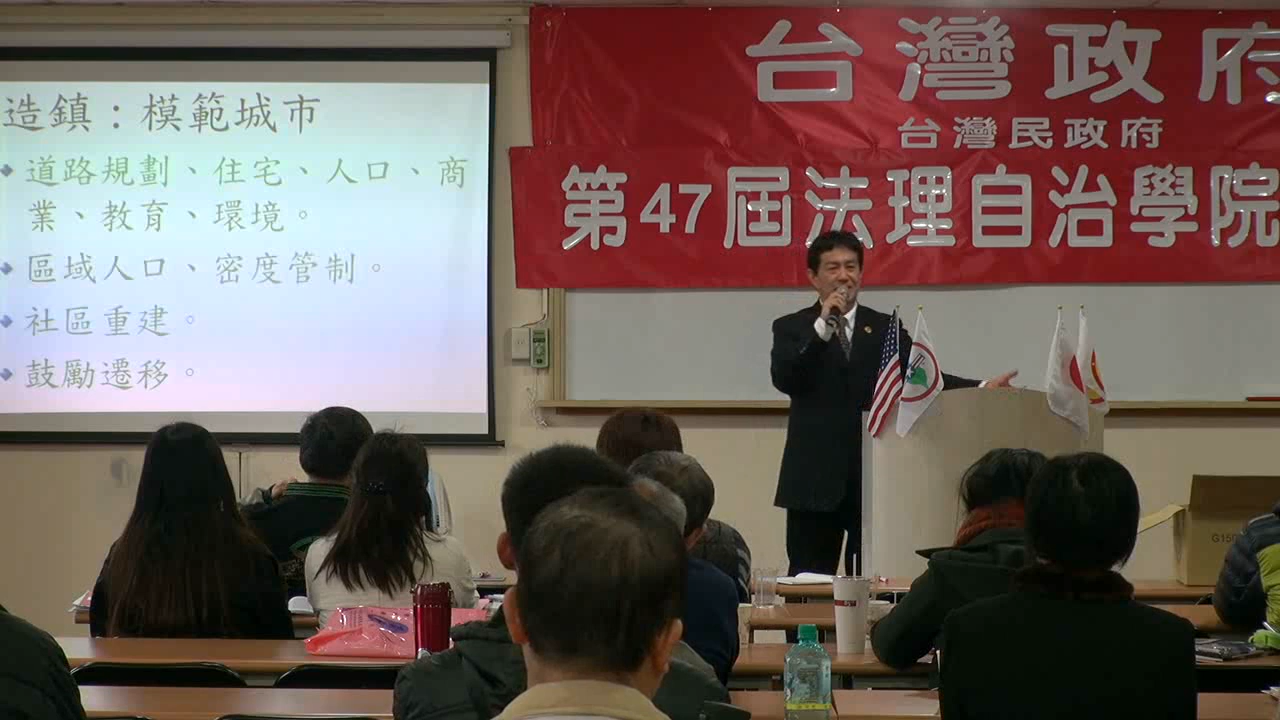 造鎮：模範城市
道路規劃、住宅、人口、商
業、教育、環境。
區域人口、密度管制。
社區重建。
鼓勵遷移。
台灣政府
台灣民政府
第47屆法理自治學院
G150